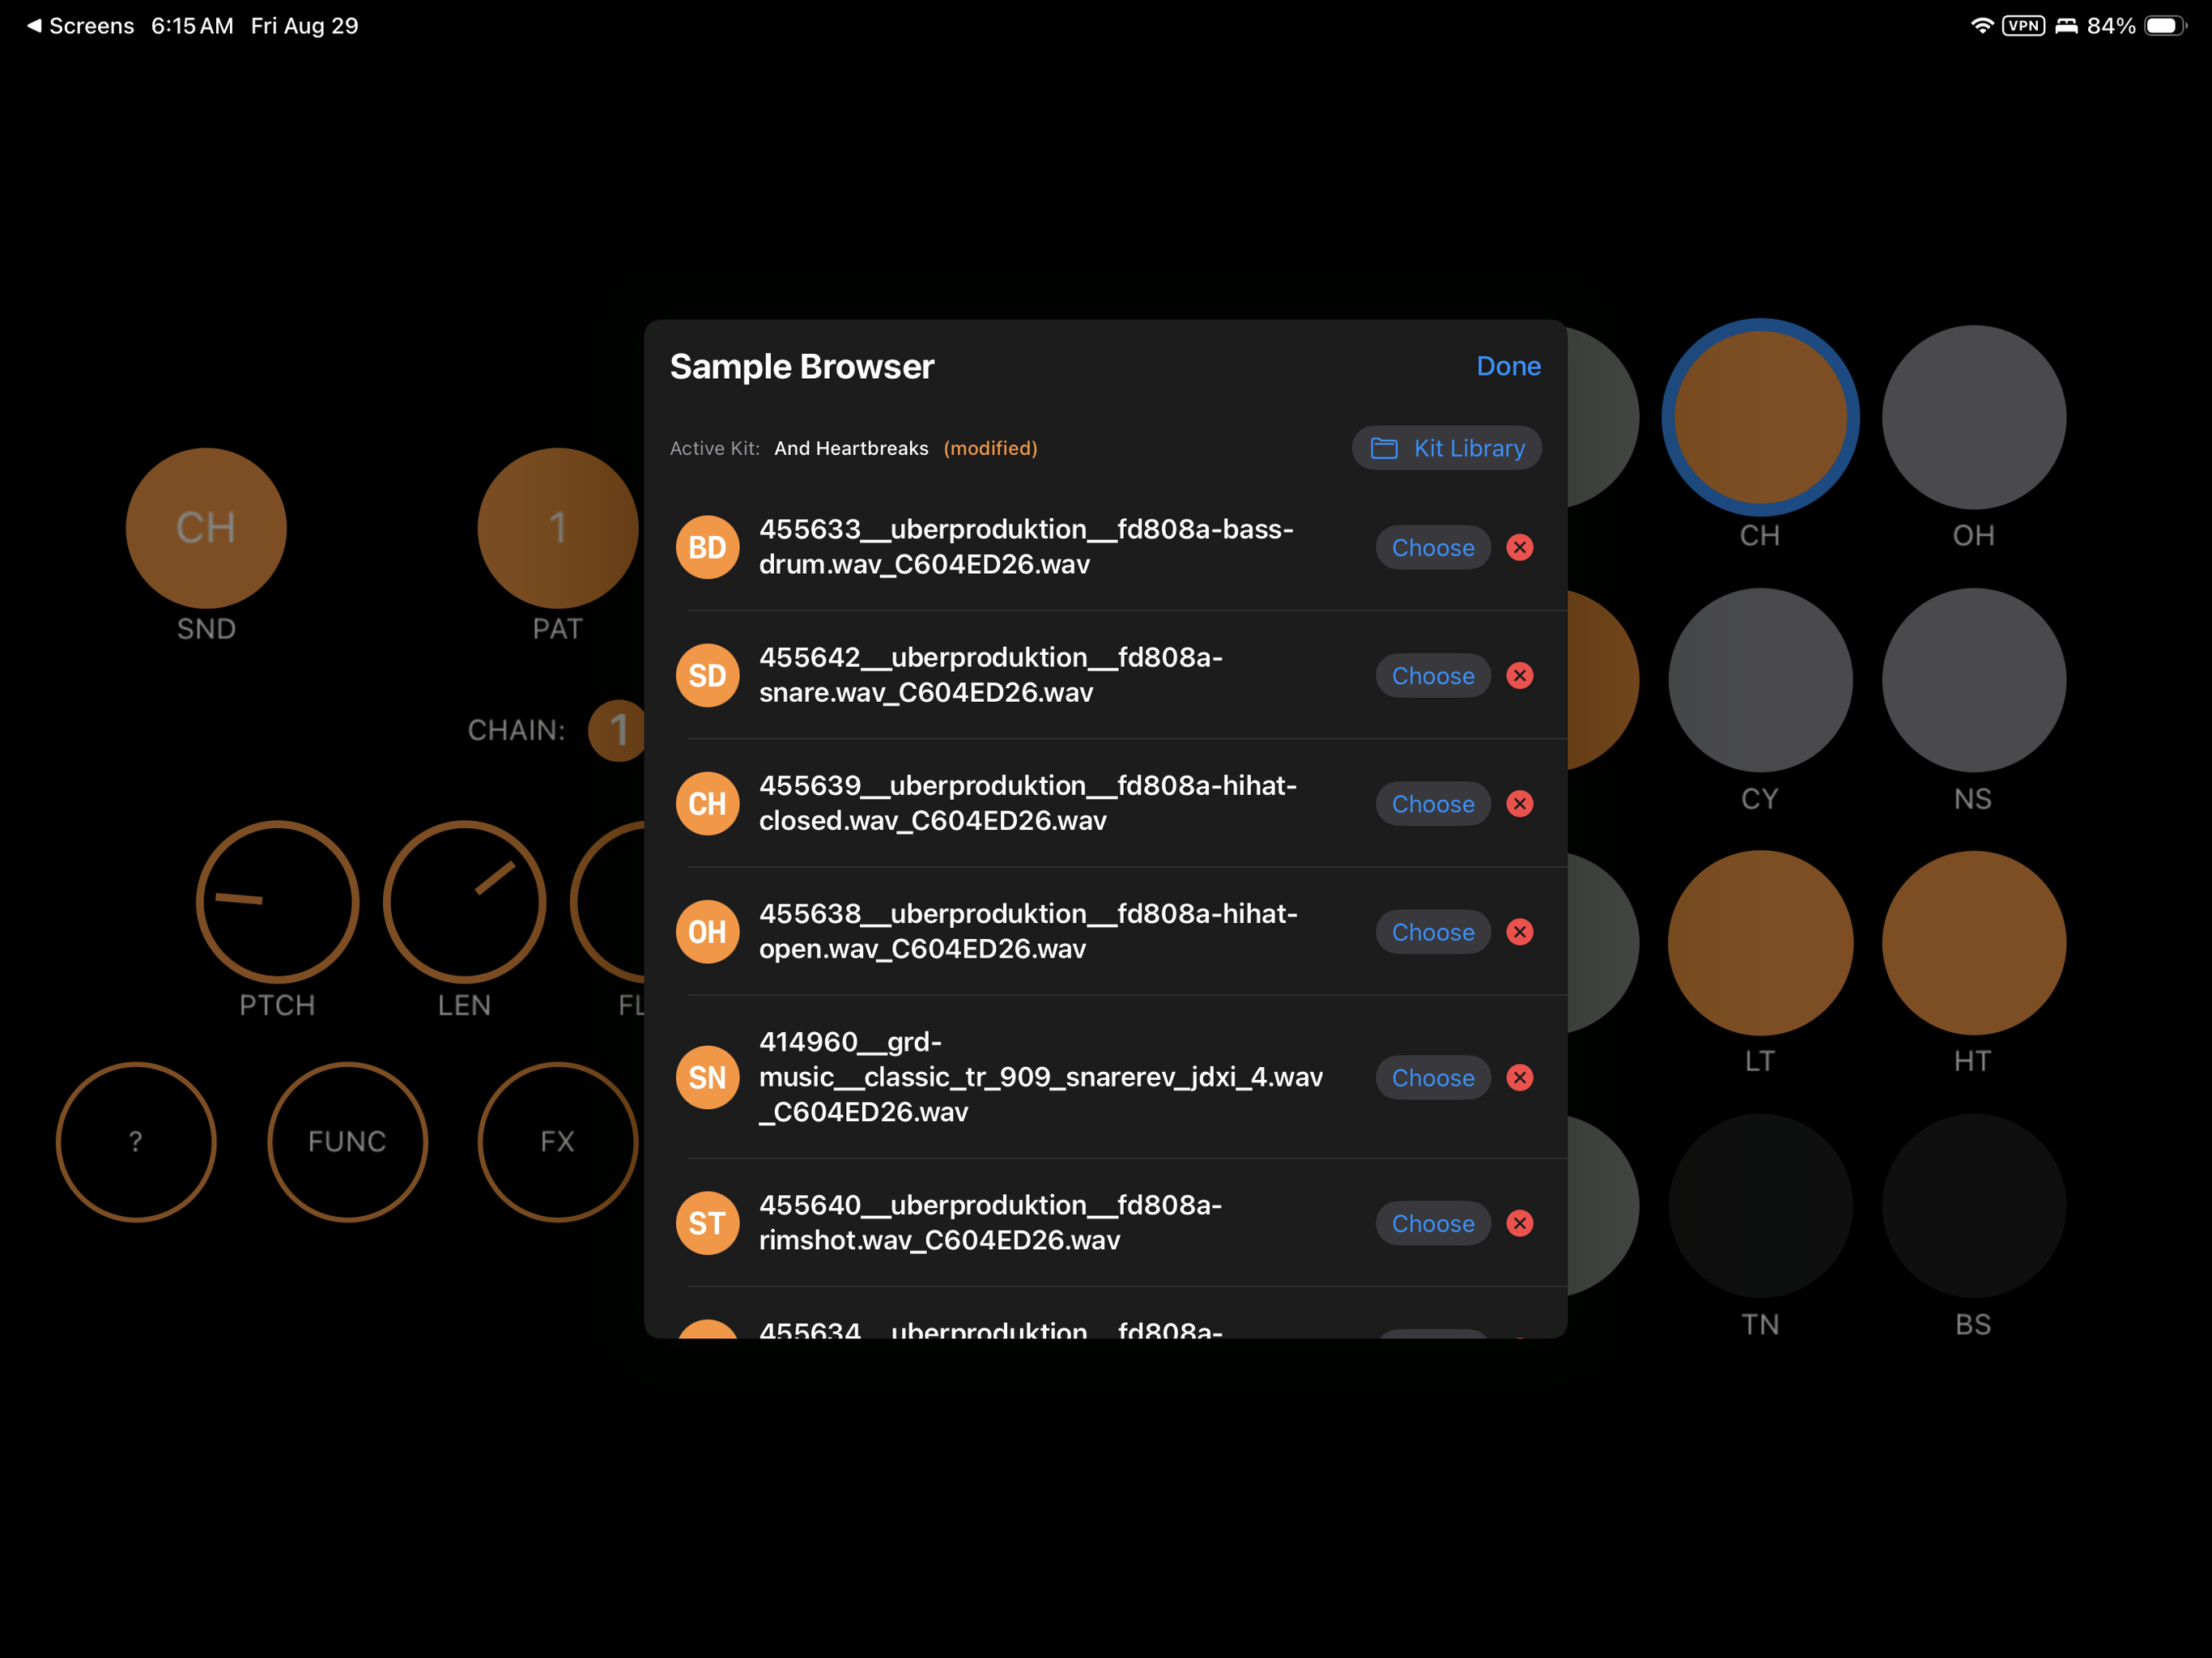 Screens 6:15 AM Fri Aug 29
VPN 84%
Sample Browser
Done
Active Kit: And Heartbreaks (modified)
Kit Library
BD
455633__uberproduktion__fd808a-bass-
drum.wav_C604ED26.wav
Choose
SD
455642__uberproduktion__fd808a-
snare.wav_C604ED26.wav
Choose
CH
455639__uberproduktion__fd808a-hihat-
closed.wav_C604ED26.wav
Choose
OH
455638__uberproduktion__fd808a-hihat-
open.wav_C604ED26.wav
Choose
SN
414960__grd-
music__classic_tr_909_snarerev_jdxi_4.wav
_C604ED26.wav
Choose
ST
455640__uberproduktion__fd808a-
rimshot.wav_C604ED26.wav
Choose
455634__uberproduktion__fd808a-
CH
SND
1
PAT
CHAIN: 1
PTCH
LEN
?
FUNC
FX
CH
OH
CY
NS
LT
HT
TN
BS